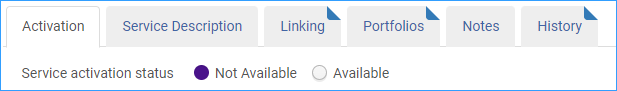 Activation Service Description Linking Portfolios Notes History
Service activation status Not Available Available